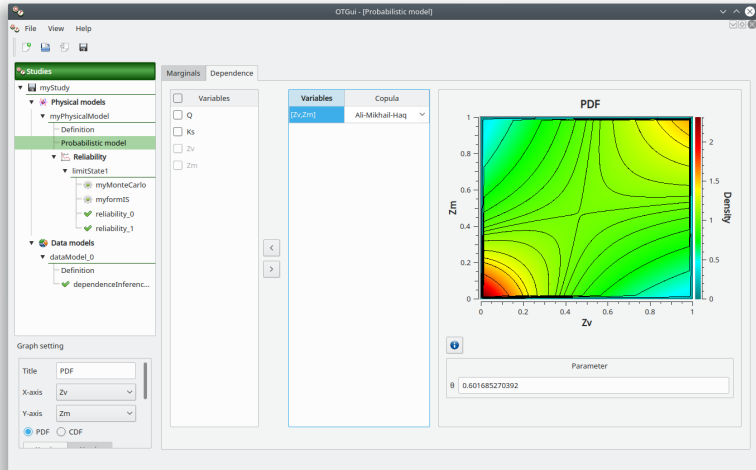 OTGui - [Probabilistic model]
File View Help
Studies
myStudy
Physical models
myPhysicalModel
Definition
Probabilistic model
Reliability
limitState1
myMonteCarlo
myformIS
reliability_0
reliability_1
Data models
dataModel_0
Definition
dependenceInferenc...
Graph setting
Title PDF
X-axis Zv
Y-axis Zm
PDF CDF
Marginals Dependence
Variables
Q
Ks
Zv
Zm
<
>
Variables Copula
[Zv,Zm] Ali-Mikhail-Haq
PDF
1
0.8
0.6
0.4
0.2
0
Zm
0 0.2 0.4 0.6 0.8 1
Zv
2
1.5
1
0.5
0
Density
Parameter
θ 0.601685270392